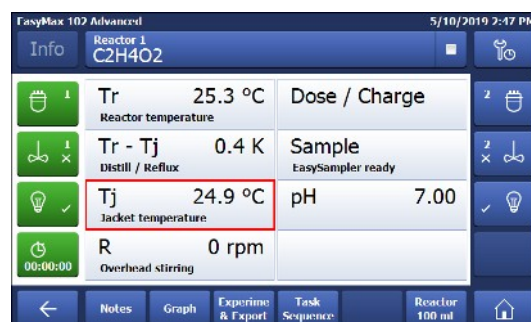 EasyMax 102 Advanced 5/10/2019 2:47 PM
Info
Reactor 1
C2H4O2
1
Tr 25.3 °C
Reactor temperature
Dose / Charge
2
1
Tr - Tj 0.4 K
Distill / Reflux
Sample
EasySampler ready
2
Tj 24.9 °C
Jacket temperature
pH 7.00
00:00:00
R 0 rpm
Overhead stirring
Notes
Graph
Experime
& Export
Task
Sequence
Reactor
100 ml